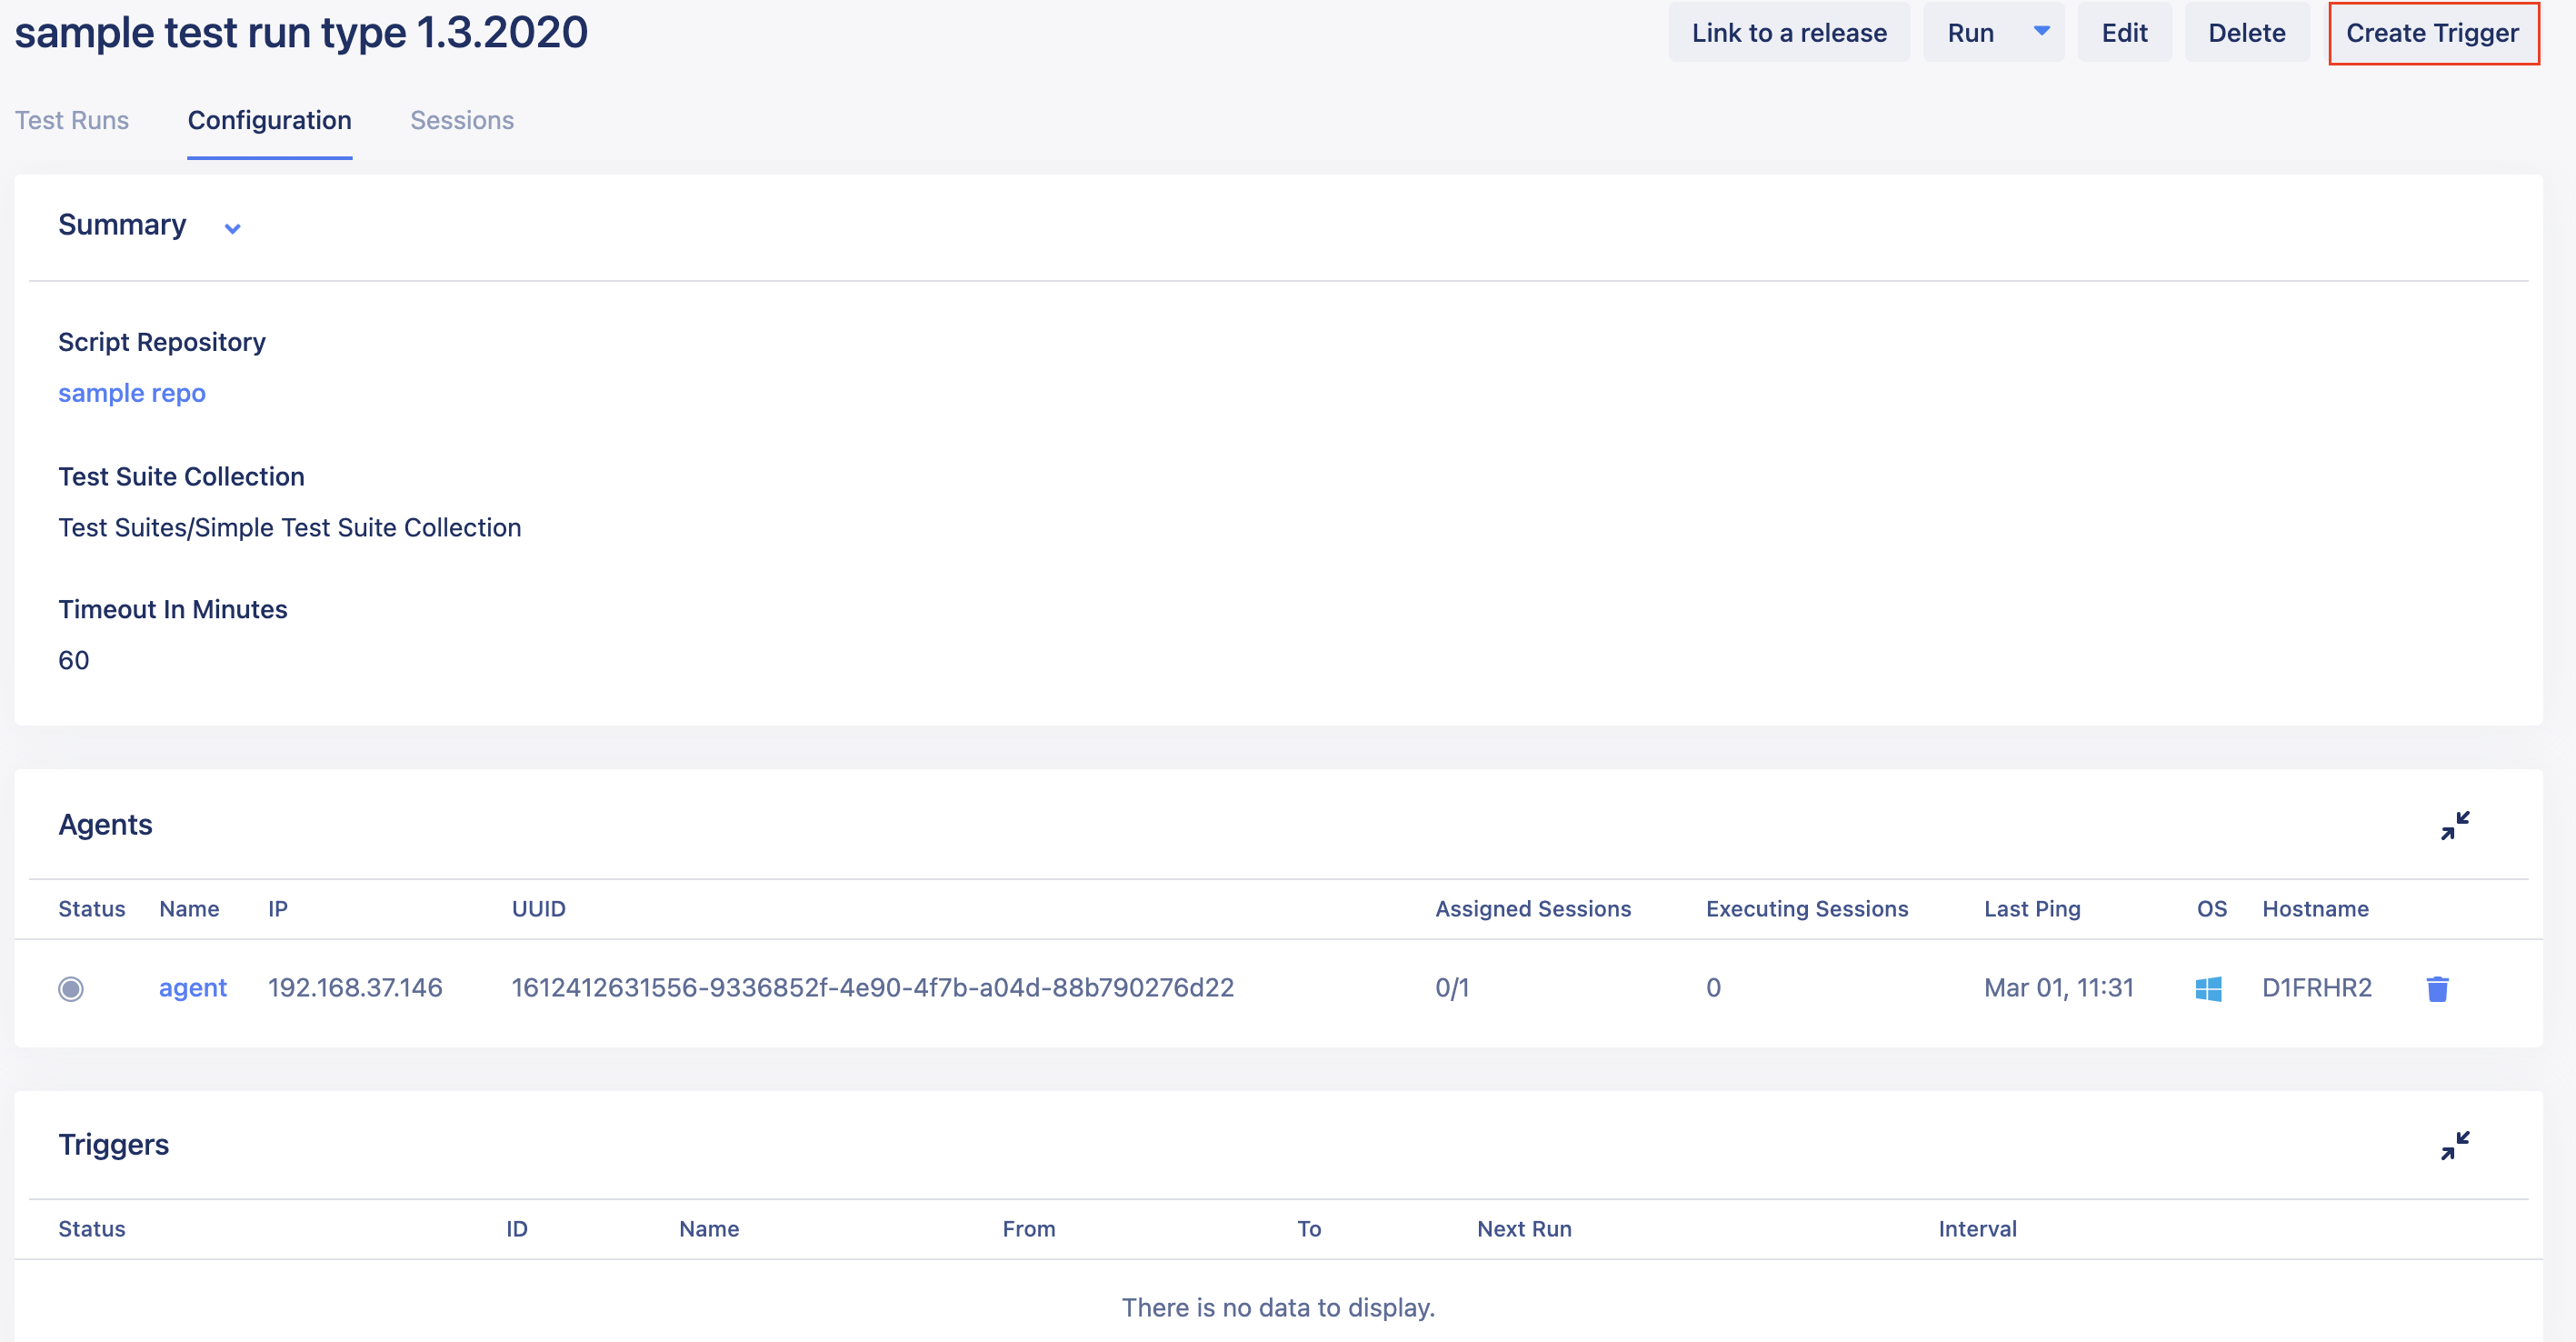 sample test run type 1.3.2020
Link to a release
Run
Edit
Delete
Create Trigger
Test Runs
Configuration
Sessions
Summary
Script Repository
sample repo
Test Suite Collection
Test Suites/Simple Test Suite Collection
Timeout In Minutes
60
Agents
Status Name IP UUID Assigned Sessions Executing Sessions Last Ping OS Hostname
agent 192.168.37.146 1612412631556-9336852f-4e90-4f7b-a04d-88b790276d22 0/1 0 Mar 01, 11:31 D1FRHR2
Triggers
Status ID Name From To Next Run Interval
There is no data to display.